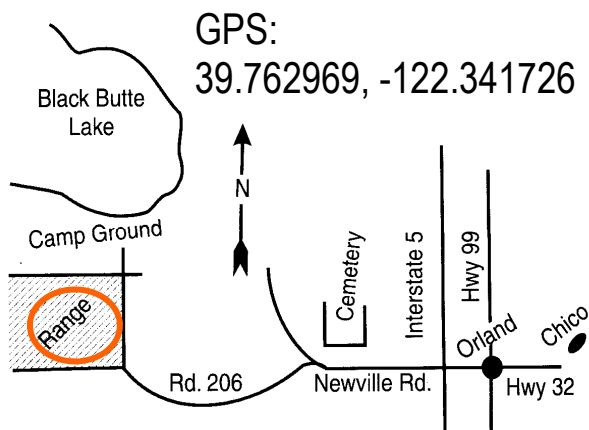 GPS:
39.762969, -122.341726
Black Butte
Lake
N
Camp Ground
Range
Cemetery
Interstate 5
Hwy 99
Orland
Chico
Rd. 206
Newville Rd.
Hwy 32